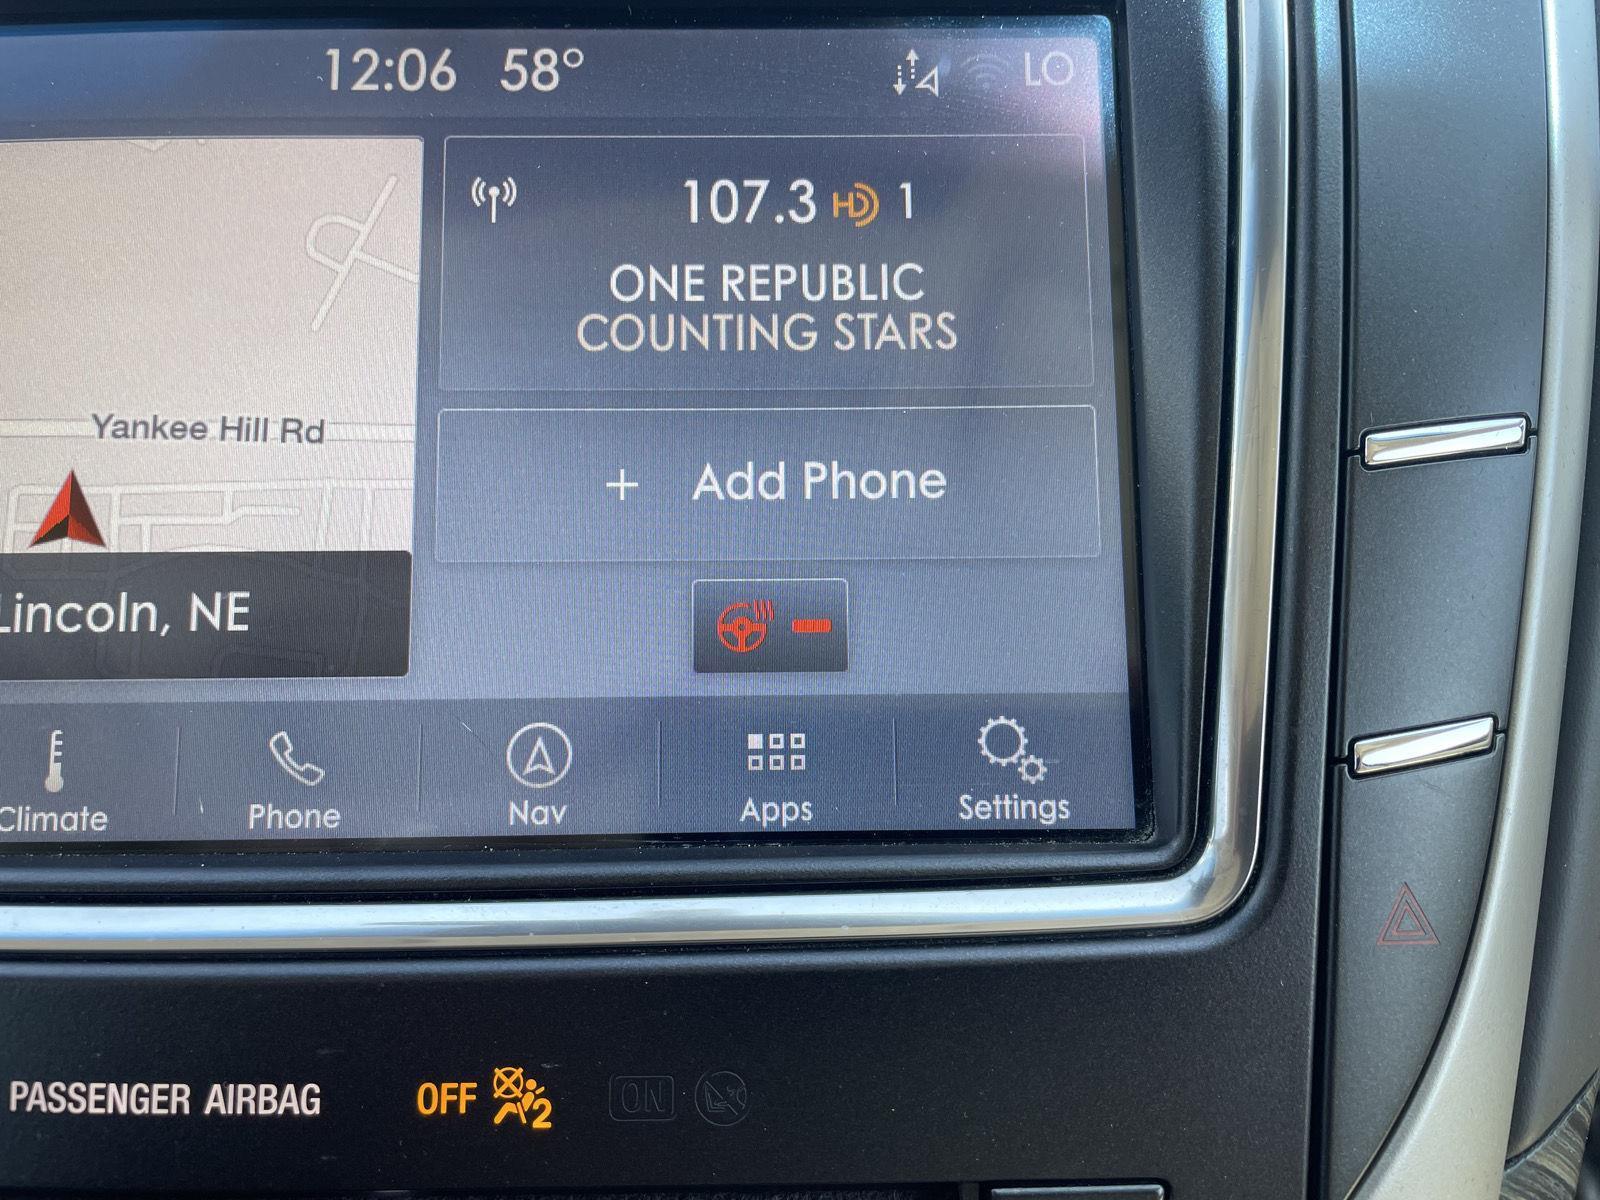 12:06 58° LO
107.3 HD 1
ONE REPUBLIC
COUNTING STARS
Yankee Hill Rd
+ Add Phone
Lincoln, NE
Climate Phone Nav Apps Settings
PASSENGER AIRBAG OFF 2 ON